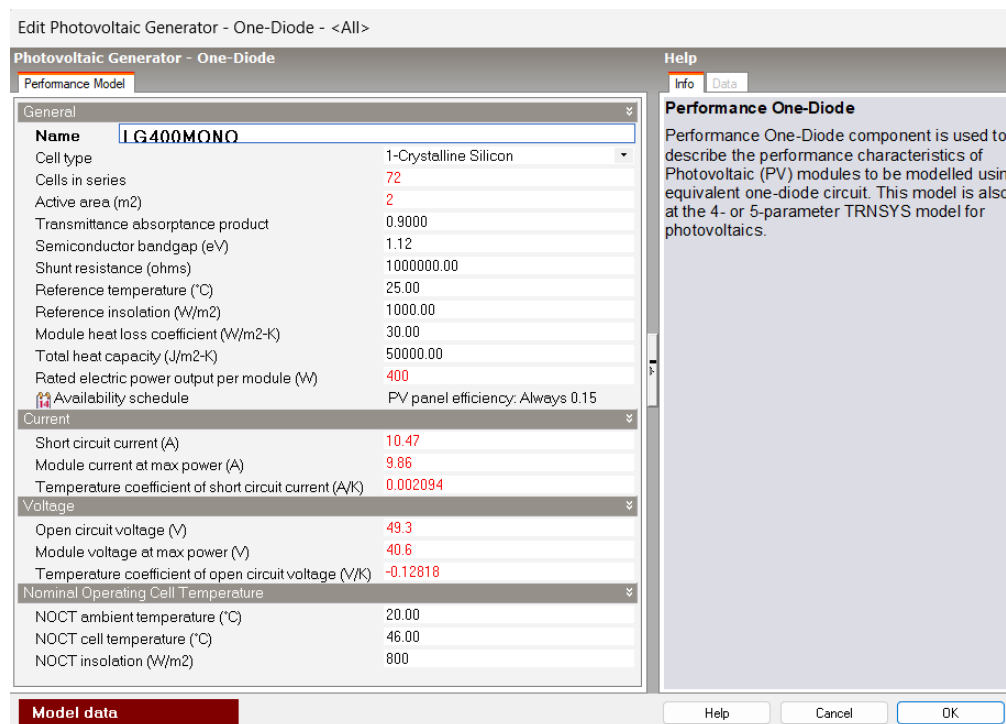 Edit Photovoltaic Generator - One-Diode - <All>
Photovoltaic Generator - One-Diode
Performance Model
General
Name LG400MONO
Cell type 1-Crystalline Silicon
Cells in series 72
Active area (m2) 2
Transmittance absorptance product 0.9000
Semiconductor bandgap (eV) 1.12
Shunt resistance (ohms) 1000000.00
Reference temperature (°C) 25.00
Reference insolation (W/m2) 1000.00
Module heat loss coefficient (W/m2-K) 30.00
Total heat capacity (J/m2-K) 50000.00
Rated electric power output per module (W) 400
14 Availability schedule PV panel efficiency: Always 0.15
Current
Short circuit current (A) 10.47
Module current at max power (A) 9.86
Temperature coefficient of short circuit current (A/K) 0.002094
Voltage
Open circuit voltage (V) 49.3
Module voltage at max power (V) 40.6
Temperature coefficient of open circuit voltage (V/K) -0.12818
Nominal Operating Cell Temperature
NOCT ambient temperature (°C) 20.00
NOCT cell temperature (°C) 46.00
NOCT insolation (W/m2) 800
Model data
Help
Info Data
Performance One-Diode
Performance One-Diode component is used to
describe the performance characteristics of
Photovoltaic (PV) modules to be modelled usin
equivalent one-diode circuit. This model is also
at the 4- or 5-parameter TRNSYS model for
photovoltaics.
Help Cancel OK